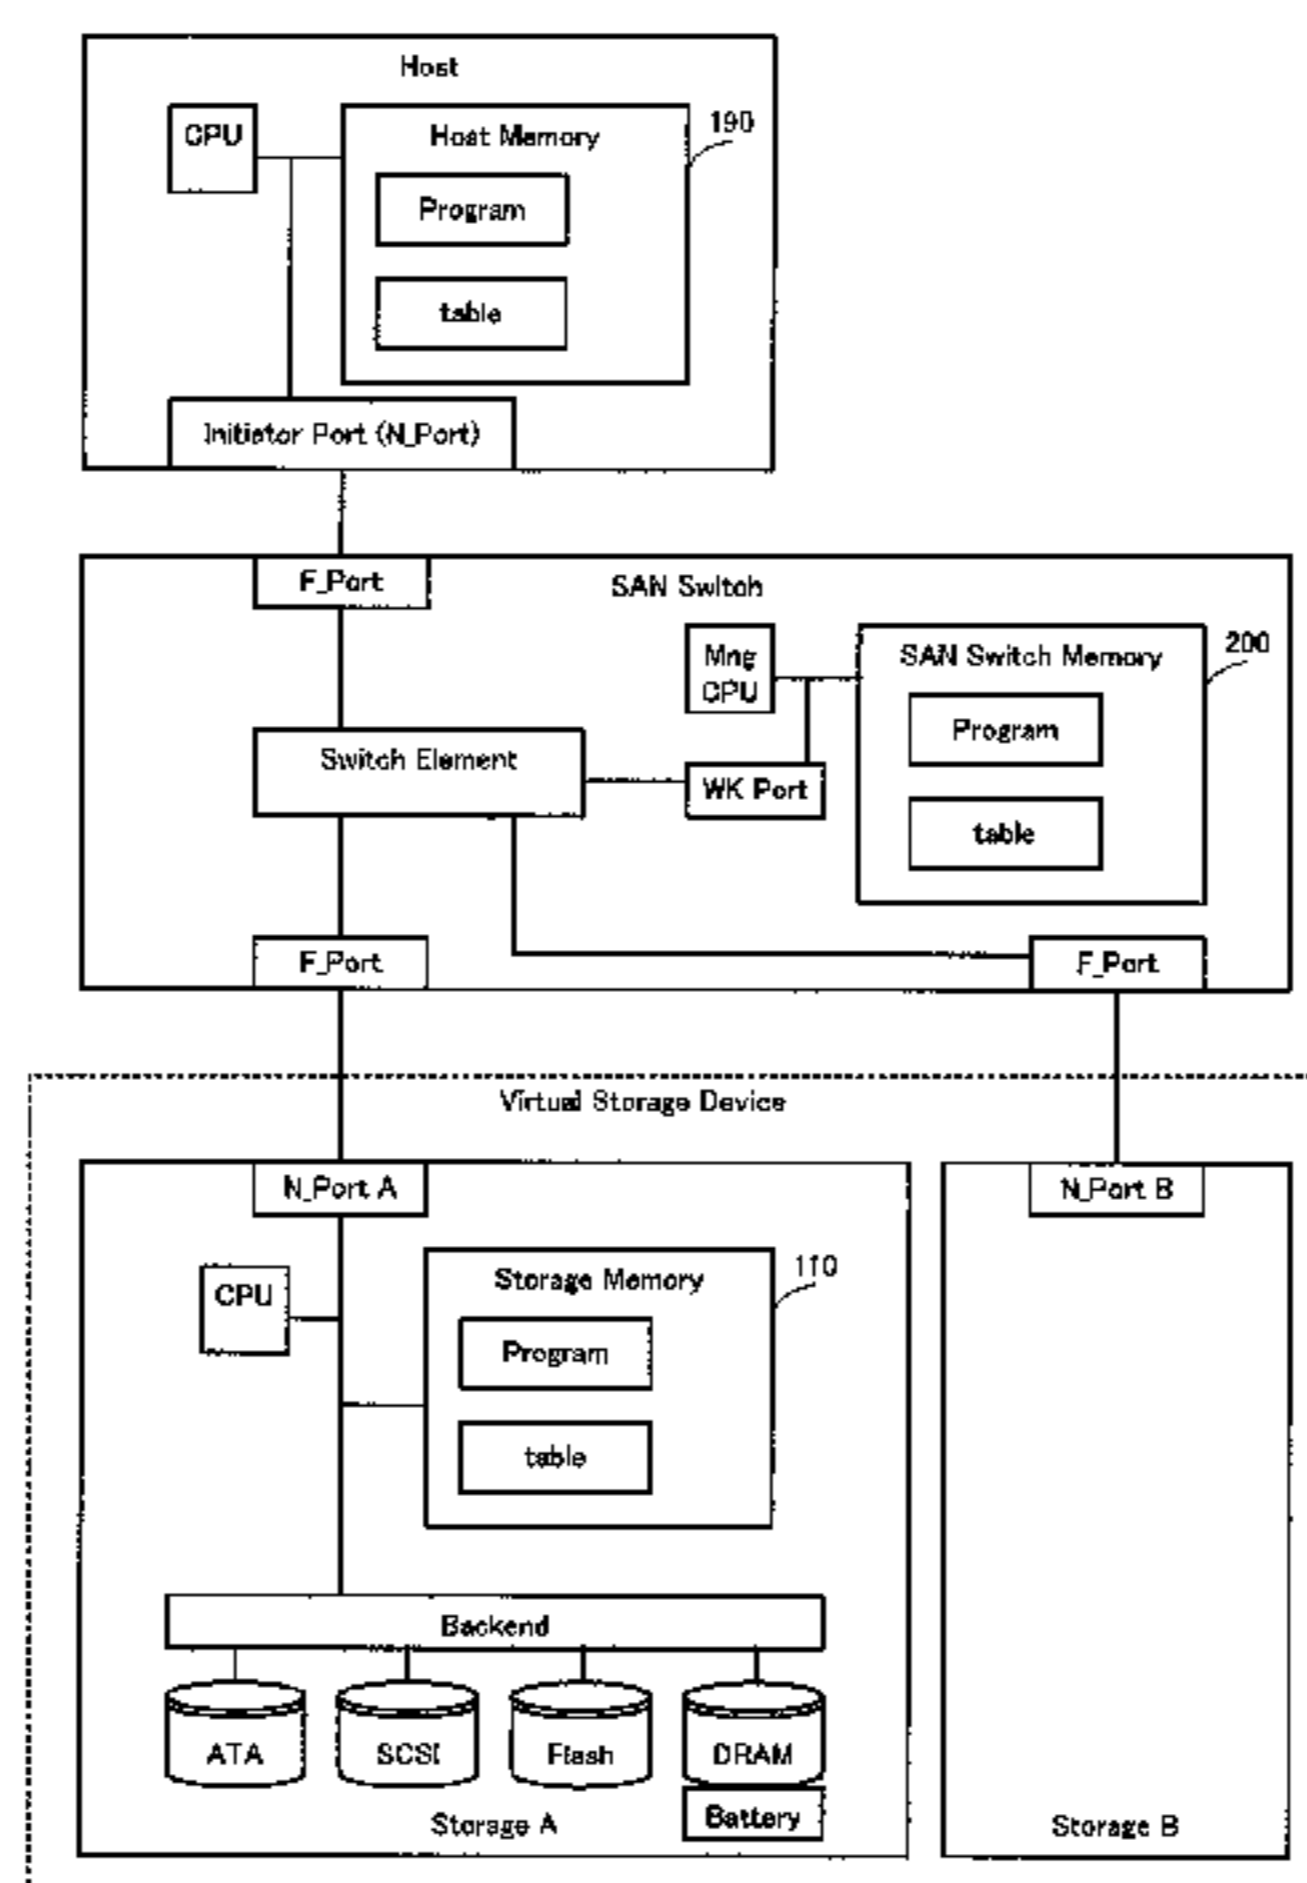 Host
CPU
Host Memory
190
Program
table
Initiator Port (N_Port)
F_Port
SAN Switch
Mng
CPU
SAN Switch Memory
200
Program
Switch Element
WK Port
table
F_Port
F_Port
Virtual Storage Device
N_Port A
N_Port B
CPU
Storage Memory
110
Program
table
Backend
ATA
SCSI
Flash
DRAM
Battery
Storage A
Storage B